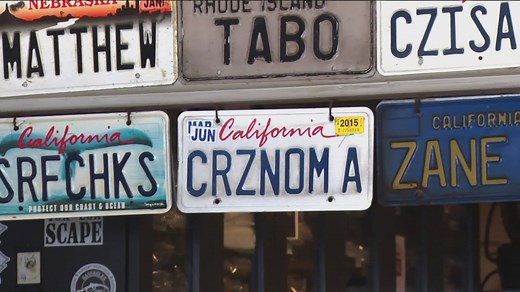 NEBRASKA JAN
MATTHEW
RHODE ISLAND
TABO
CZISA
California
SRFCHKS
PROTECT OUR COAST & OCEAN
MAR
JUN California 2015
CRZNOM A
CALIFORNIA
ZANE
SCAPE